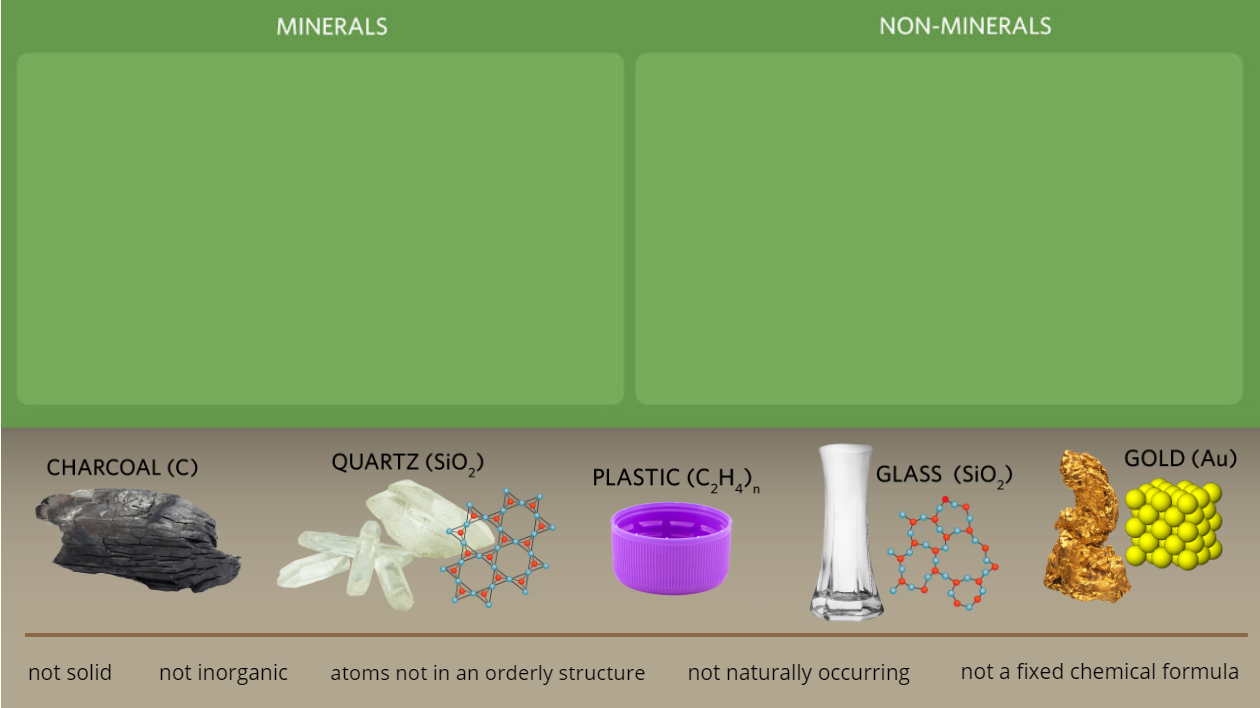 MINERALS
NON-MINERALS
CHARCOAL (C)
QUARTZ (SiO₂)
PLASTIC (C₂H₄)ₙ
GLASS (SiO₂)
GOLD (Au)
not solid
not inorganic
atoms not in an orderly structure
not naturally occurring
not a fixed chemical formula